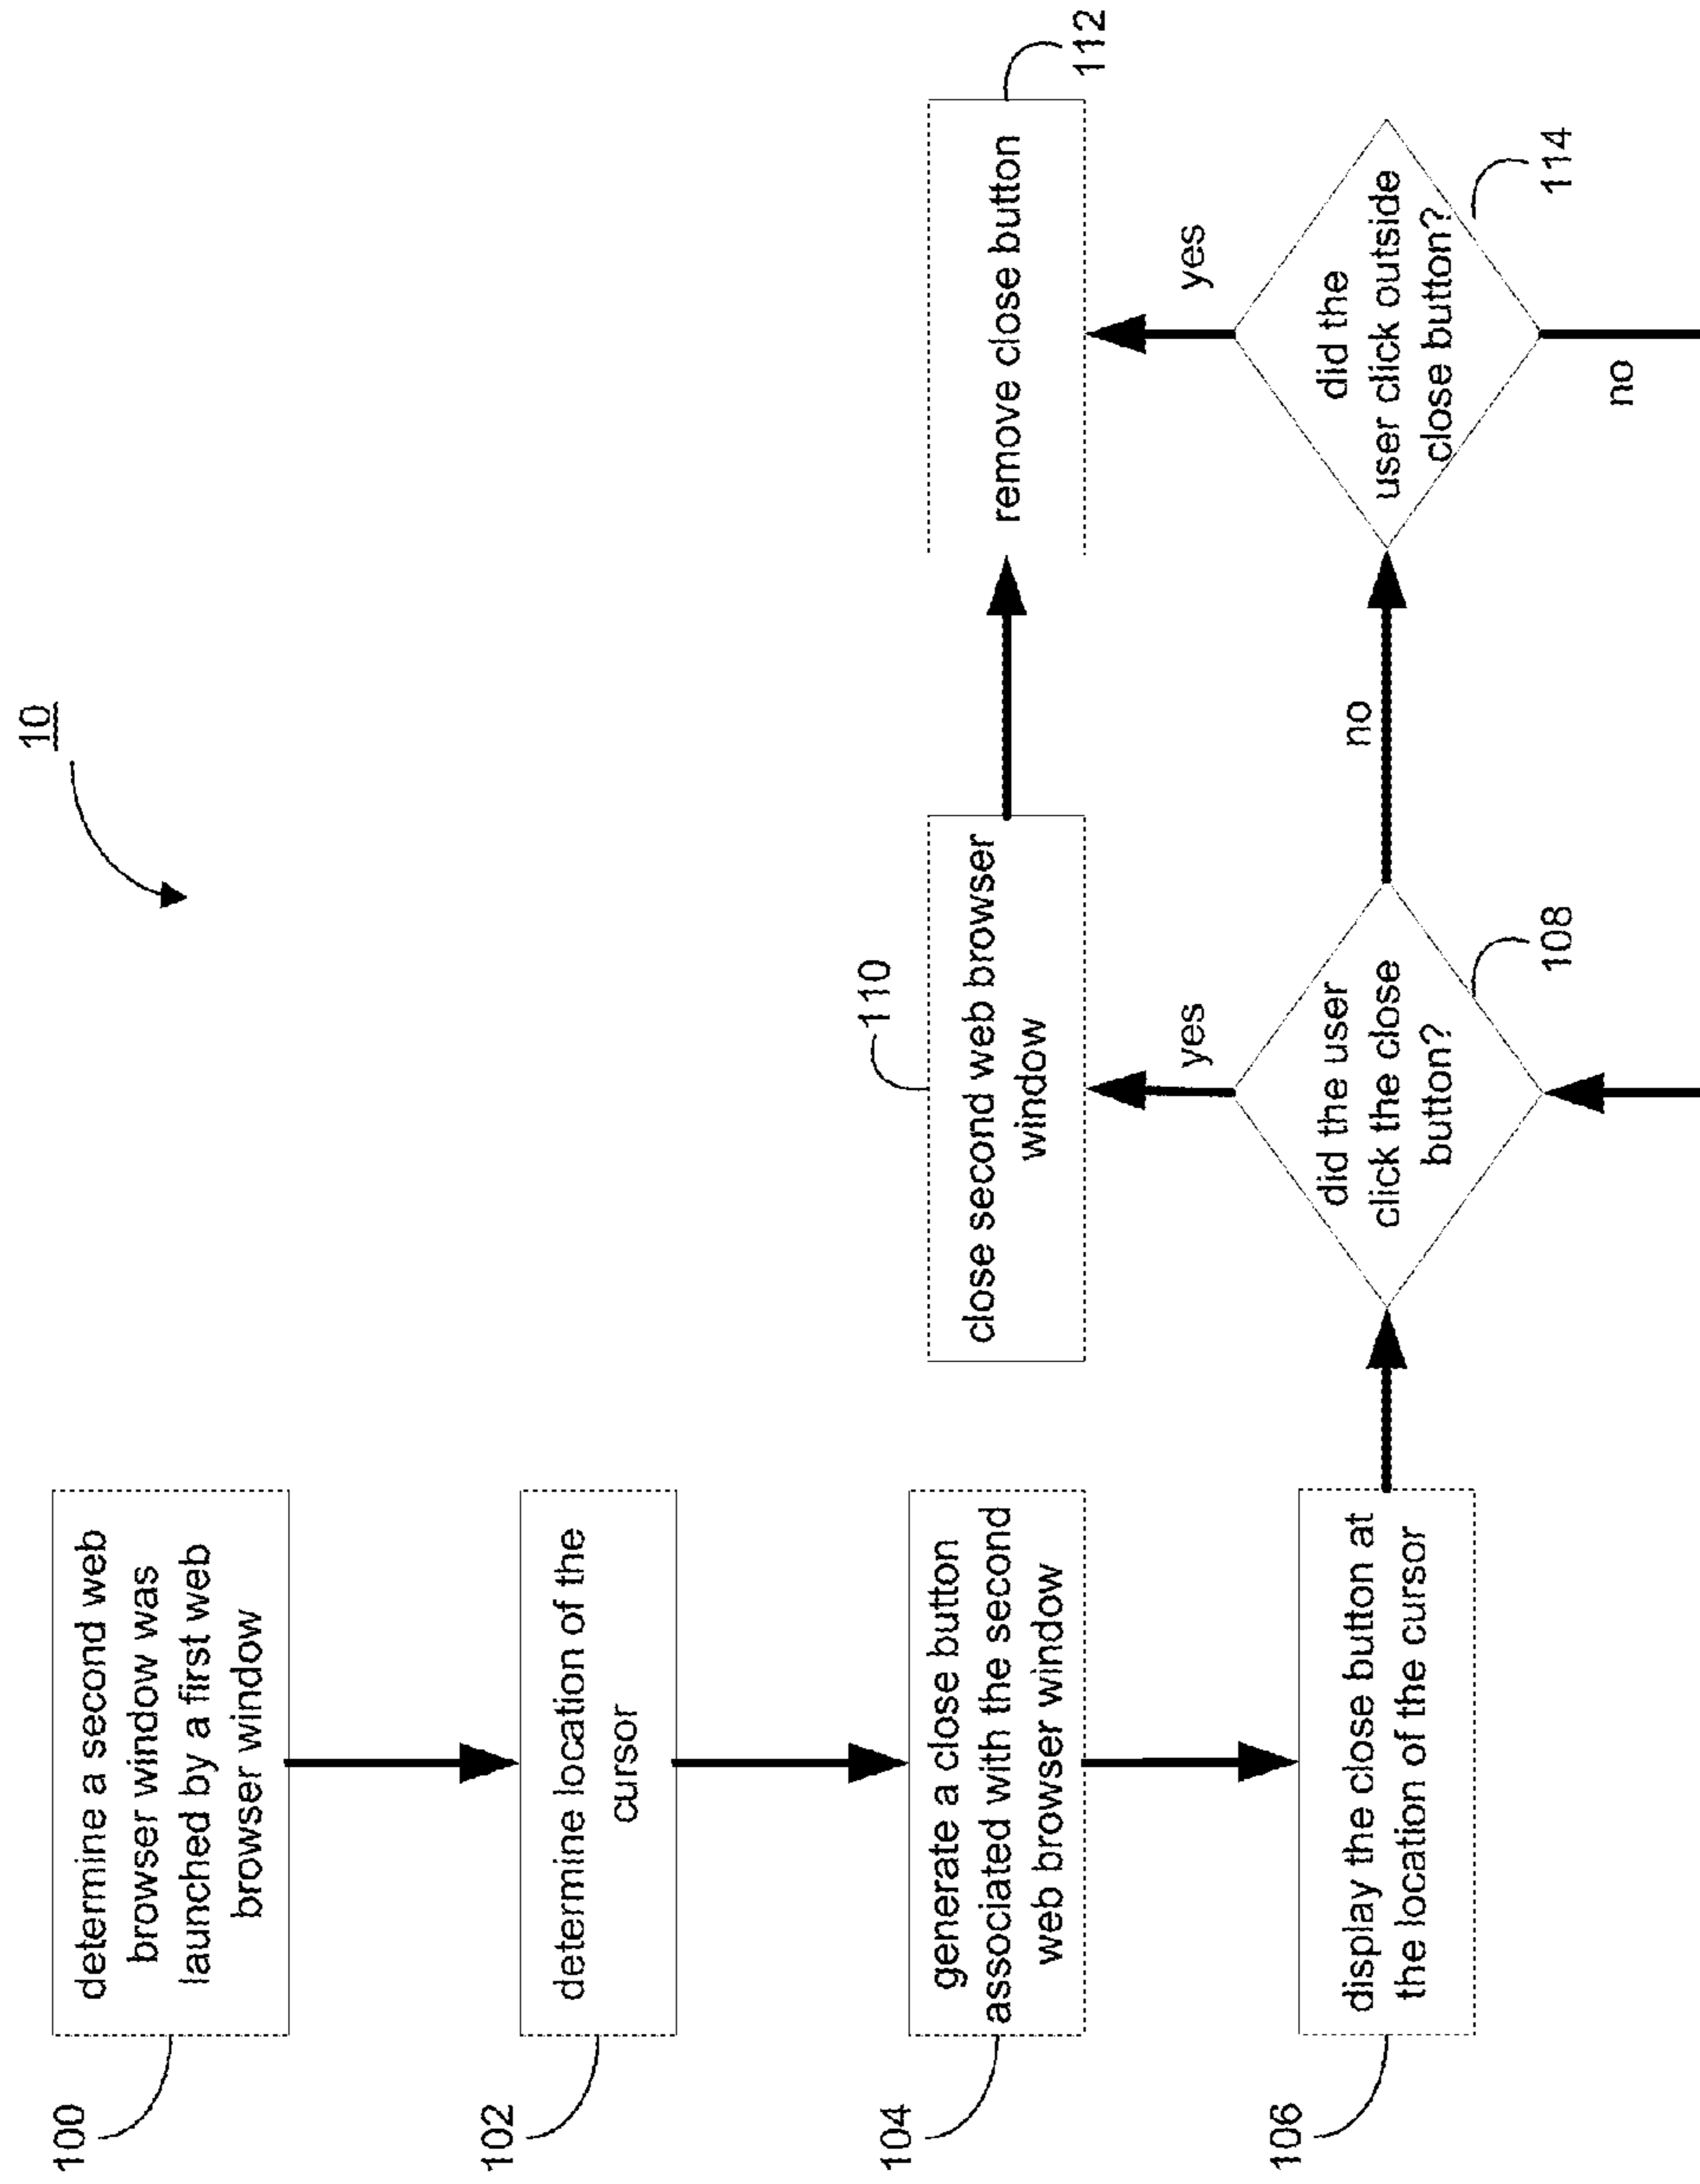 10
100
determine a second web
browser window was
launched by a first web
browser window
102
determine location of the
cursor
104
generate a close button
associated with the second
web browser window
106
display the close button at
the location of the cursor
108
did the user
click the close
button?
yes
110
close second web browser
window
112
remove close button
no
114
did the
user click outside
close button?
yes
no